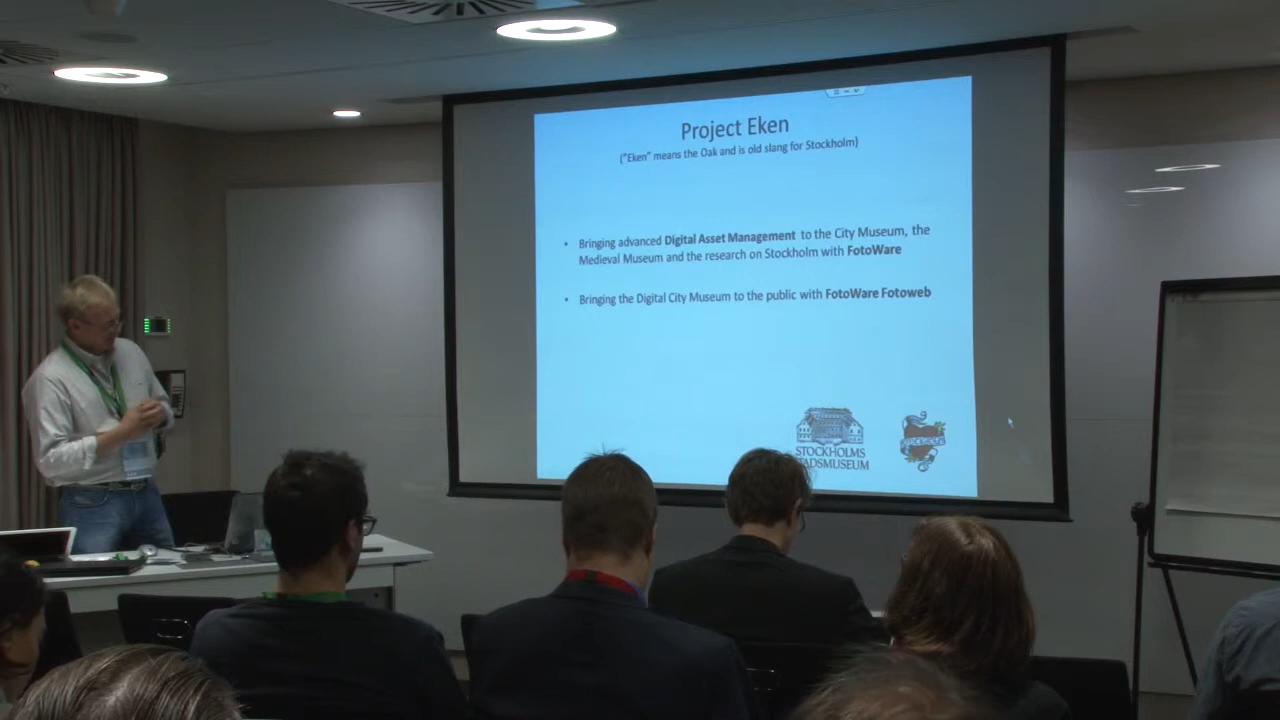 Project Eken
("Eken" means the Oak and is old slang for Stockholm)
• Bringing advanced Digital Asset Management to the City Museum, the
Medieval Museum and the research on Stockholm with FotoWare
• Bringing the Digital City Museum to the public with FotoWare Fotoweb
STOCKHOLMS
STADSMUSEUM